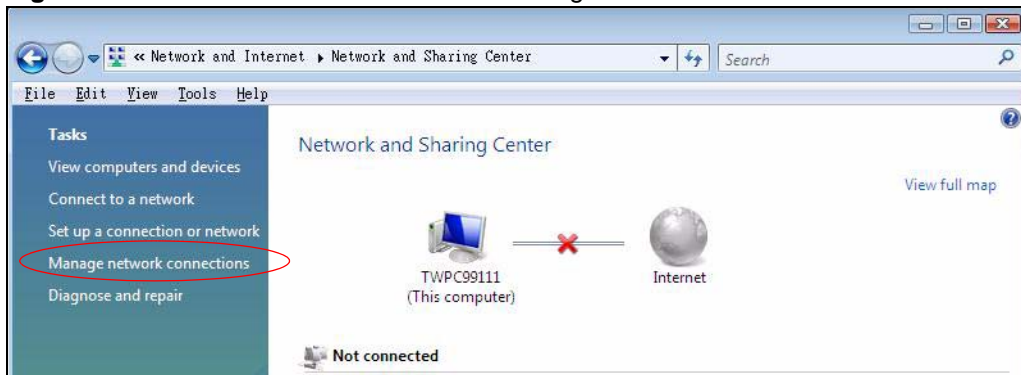 « Network and Internet ▸ Network and Sharing Center
Search
File Edit View Tools Help
Tasks
View computers and devices
Connect to a network
Set up a connection or network
Manage network connections
Diagnose and repair
Network and Sharing Center
View full map
TWPC99111
(This computer)
Internet
Not connected